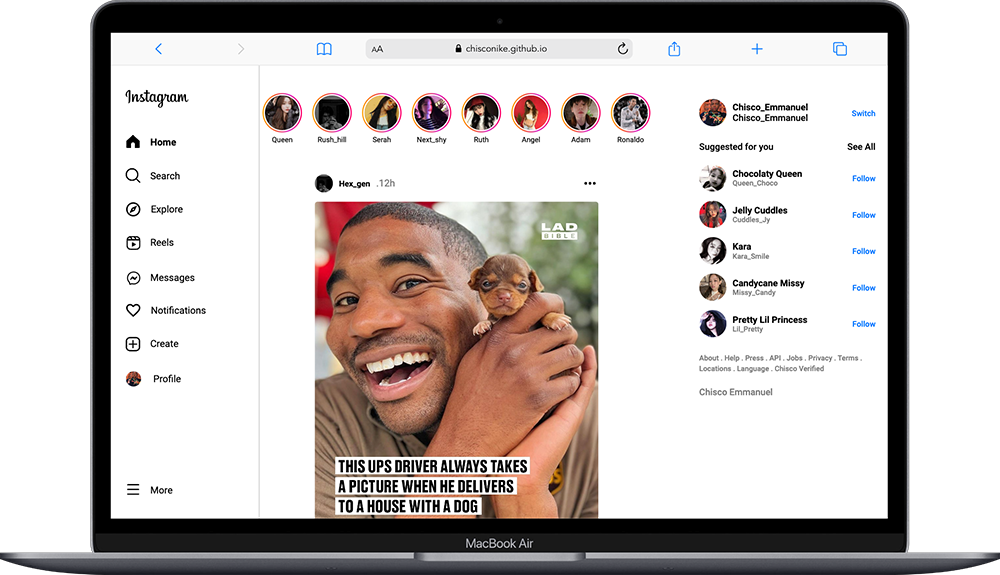 AA
chisconike.github.io
Instagram
Home
Search
Explore
Reels
Messages
Notifications
Create
Profile
More
Queen
Rush_hill
Serah
Next_shy
Ruth
Angel
Adam
Ronaldo
Hex_gen .12h
LAD
BIBLE
THIS UPS DRIVER ALWAYS TAKES
A PICTURE WHEN HE DELIVERS
TO A HOUSE WITH A DOG
Chisco_Emmanuel
Chisco_Emmanuel
Switch
Suggested for you
See All
Chocolaty Queen
Queen_Choco
Follow
Jelly Cuddles
Cuddles_Jy
Follow
Kara
Kara_Smile
Follow
Candycane Missy
Missy_Candy
Follow
Pretty Lil Princess
Lil_Pretty
Follow
About . Help . Press . API . Jobs . Privacy . Terms .
Locations . Language . Chisco Verified
Chisco Emmanuel
MacBook Air